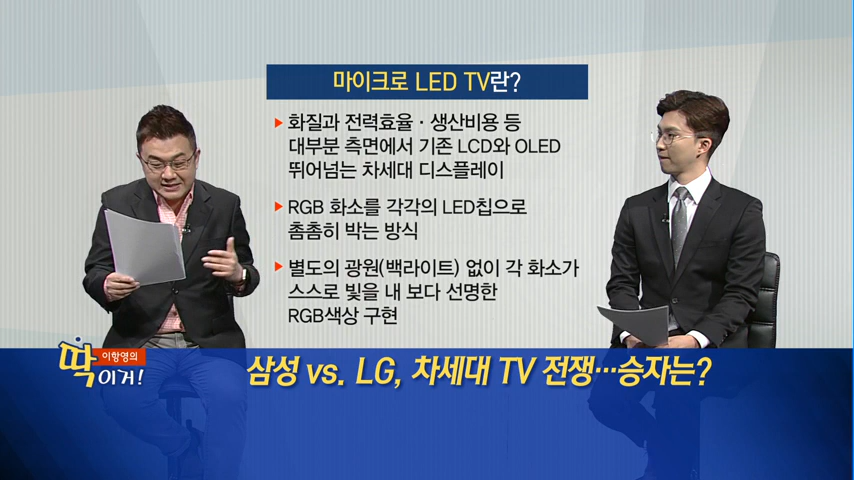 마이크로 LED TV란?
▶ 화질과 전력효율·생산비용 등
대부분 측면에서 기존 LCD와 OLED
뛰어넘는 차세대 디스플레이
▶ RGB 화소를 각각의 LED칩으로
촘촘히 박는 방식
▶ 별도의 광원(백라이트) 없이 각 화소가
스스로 빛을 내 보다 선명한
RGB색상 구현
이항영의
딱
이거!
삼성 vs. LG, 차세대 TV 전쟁…승자는?